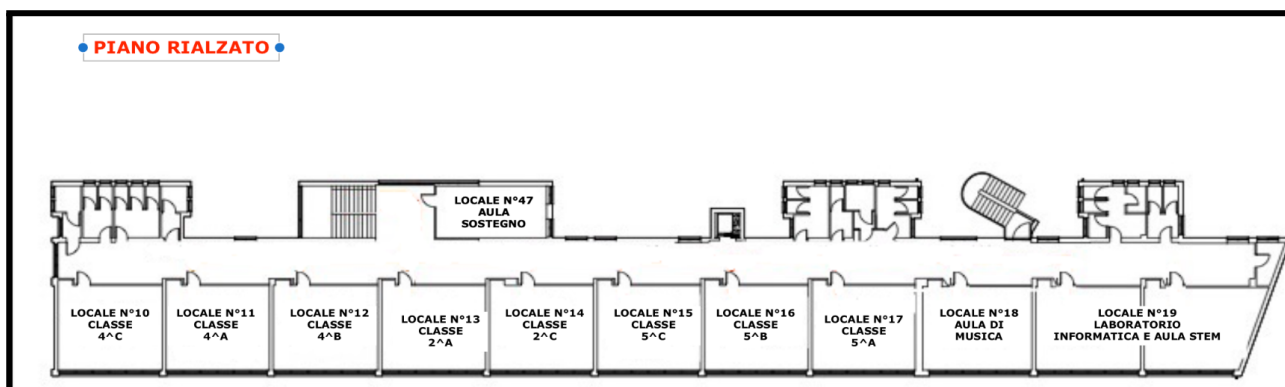 PIANO RIALZATO
LOCALE N°47
AULA
SOSTEGNO
LOCALE N°10
CLASSE
4^C
LOCALE N°11
CLASSE
4^A
LOCALE N°12
CLASSE
4^B
LOCALE N°13
CLASSE
2^A
LOCALE N°14
CLASSE
2^C
LOCALE N°15
CLASSE
5^C
LOCALE N°16
CLASSE
5^B
LOCALE N°17
CLASSE
5^A
LOCALE N°18
AULA DI
MUSICA
LOCALE N°19
LABORATORIO
INFORMATICA E AULA STEM